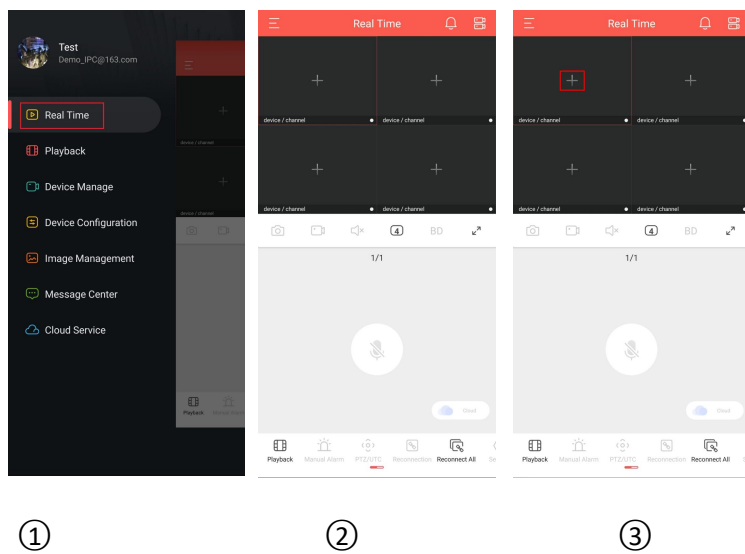 Test
Demo_IPC@163.com
Real Time
Playback
Device Manage
Device Configuration
Image Management
Message Center
Cloud Service
device / channel
device / channel
Playback Manual Alarm
①
Real Time
device / channel device / channel
device / channel device / channel
4 BD
1/1
Cloud
Playback Manual Alarm PTZ/UTC Reconnection Reconnect All Se
②
Real Time
device / channel device / channel
device / channel device / channel
4 BD
1/1
Cloud
Playback Manual Alarm PTZ/UTC Reconnection Reconnect All S
③